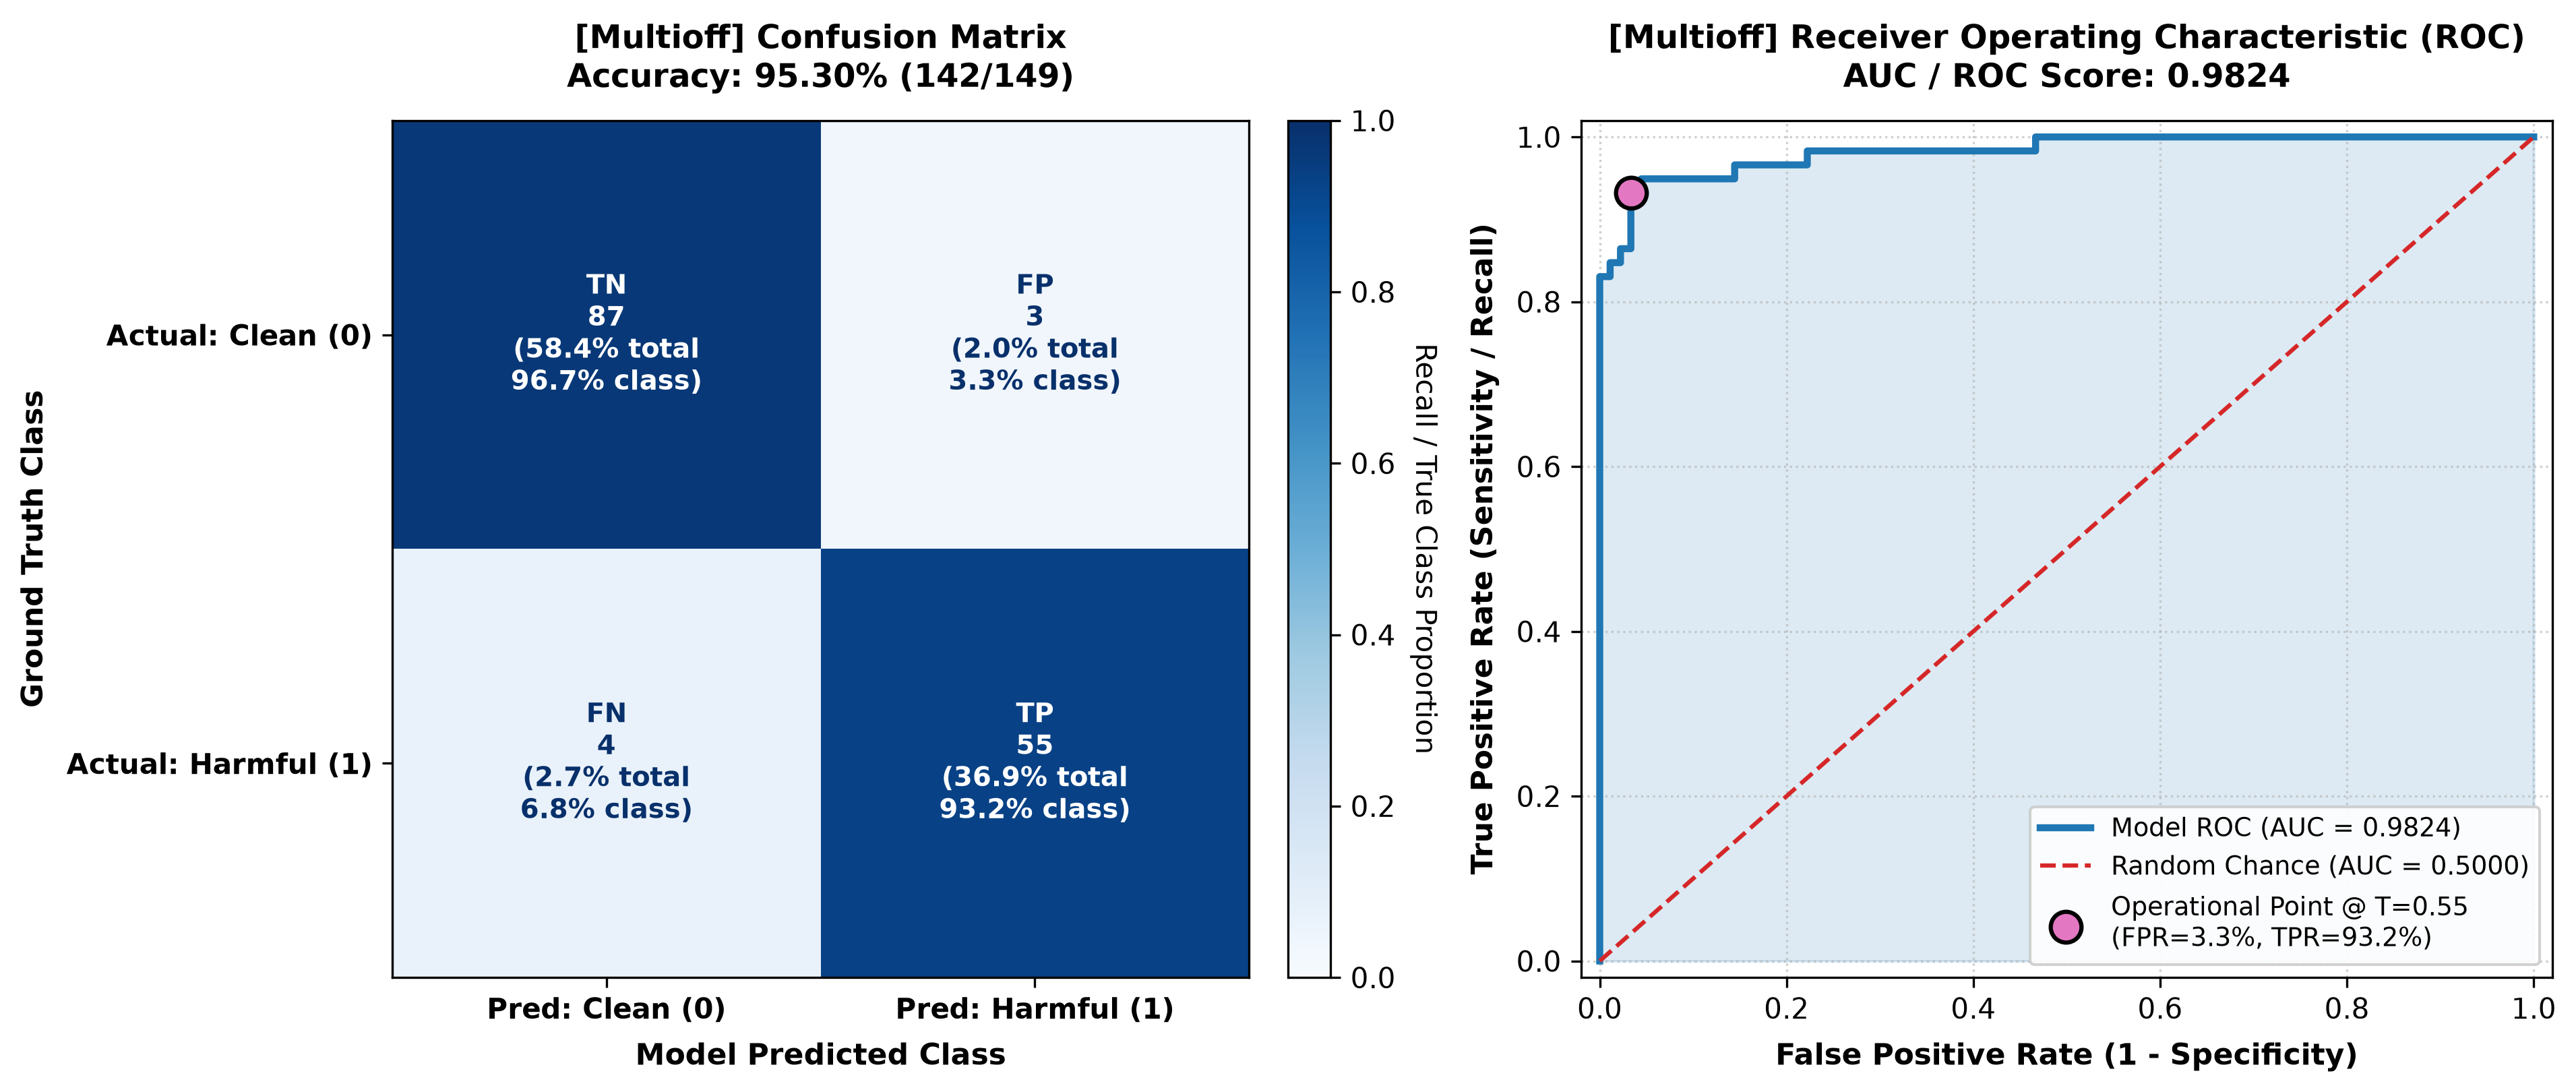 [Multioff] Confusion Matrix
Accuracy: 95.30% (142/149)
Ground Truth Class
Actual: Clean (0)
Actual: Harmful (1)
TN
87
(58.4% total
96.7% class)
FP
3
(2.0% total
3.3% class)
FN
4
(2.7% total
6.8% class)
TP
55
(36.9% total
93.2% class)
Pred: Clean (0)
Pred: Harmful (1)
Model Predicted Class
1.0
0.8
0.6
0.4
0.2
0.0
Recall / True Class Proportion
[Multioff] Receiver Operating Characteristic (ROC)
AUC / ROC Score: 0.9824
True Positive Rate (Sensitivity / Recall)
1.0
0.8
0.6
0.4
0.2
0.0
Model ROC (AUC = 0.9824)
Random Chance (AUC = 0.5000)
Operational Point @ T=0.55
(FPR=3.3%, TPR=93.2%)
0.0
0.2
0.4
0.6
0.8
1.0
False Positive Rate (1 - Specificity)